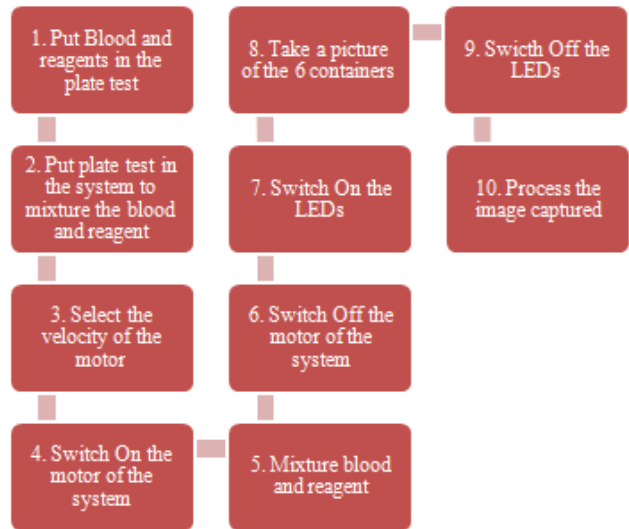 1. Put Blood and
reagents in the
plate test
2. Put plate test in
the system to
mixture the blood
and reagent
3. Select the
velocity of the
motor
4. Switch On the
motor of the
system
5. Mixture blood
and reagent
6. Switch Off the
motor of the
system
7. Switch On the
LEDs
8. Take a picture
of the 6 containers
9. Swicth Off the
LEDs
10. Process the
image captured